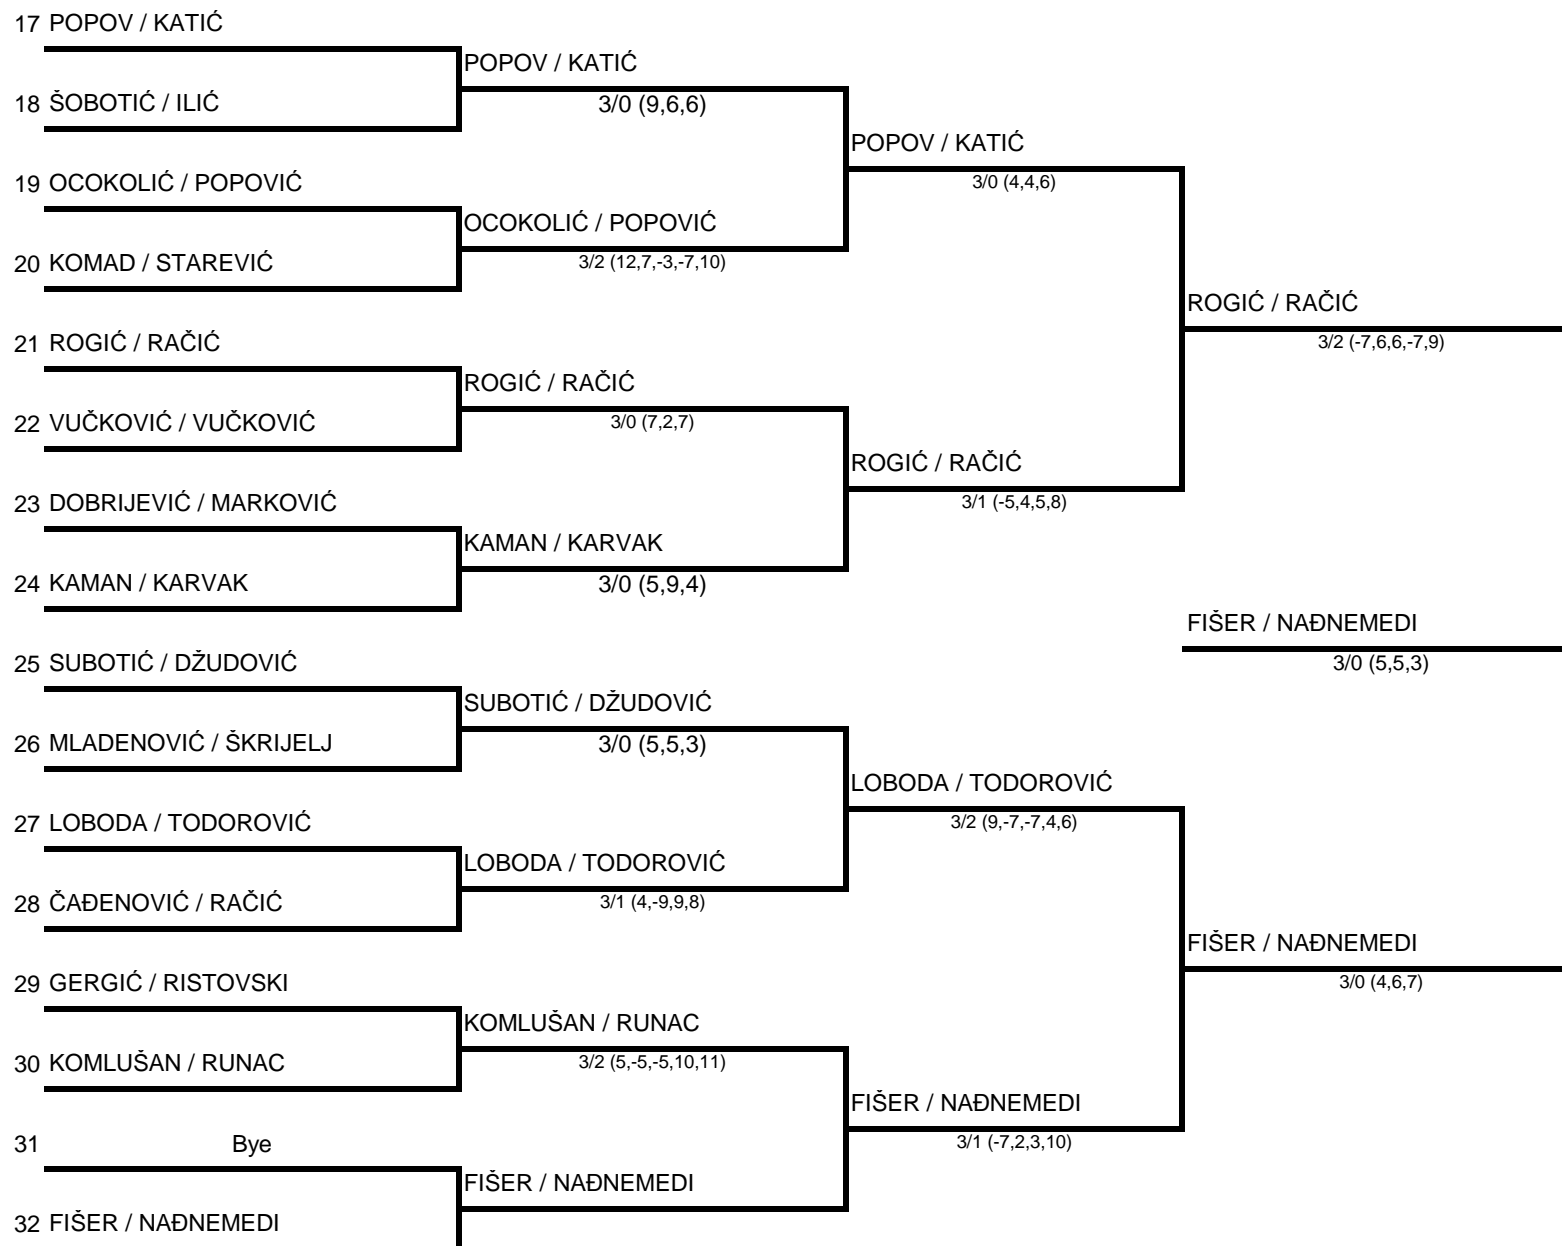 17 POPOV / KATIĆ
POPOV / KATIĆ
18 ŠOBOTIĆ / ILIĆ
3/0 (9,6,6)
POPOV / KATIĆ
19 OCOKOLIĆ / POPOVIĆ
3/0 (4,4,6)
OCOKOLIĆ / POPOVIĆ
20 KOMAD / STAREVIĆ
3/2 (12,7,-3,-7,10)
ROGIĆ / RAČIĆ
21 ROGIĆ / RAČIĆ
3/2 (-7,6,6,-7,9)
ROGIĆ / RAČIĆ
22 VUČKOVIĆ / VUČKOVIĆ
3/0 (7,2,7)
ROGIĆ / RAČIĆ
23 DOBRIJEVIĆ / MARKOVIĆ
3/1 (-5,4,5,8)
KAMAN / KARVAK
24 KAMAN / KARVAK
3/0 (5,9,4)
FIŠER / NAĐNEMEDI
25 SUBOTIĆ / DŽUDOVIĆ
3/0 (5,5,3)
SUBOTIĆ / DŽUDOVIĆ
26 MLADENOVIĆ / ŠKRIJELJ
3/0 (5,5,3)
LOBODA / TODOROVIĆ
27 LOBODA / TODOROVIĆ
3/2 (9,-7,-7,4,6)
LOBODA / TODOROVIĆ
28 ČAĐENOVIĆ / RAČIĆ
3/1 (4,-9,9,8)
FIŠER / NAĐNEMEDI
29 GERGIĆ / RISTOVSKI
3/0 (4,6,7)
KOMLUŠAN / RUNAC
30 KOMLUŠAN / RUNAC
3/2 (5,-5,-5,10,11)
FIŠER / NAĐNEMEDI
31 Bye
3/1 (-7,2,3,10)
FIŠER / NAĐNEMEDI
32 FIŠER / NAĐNEMEDI